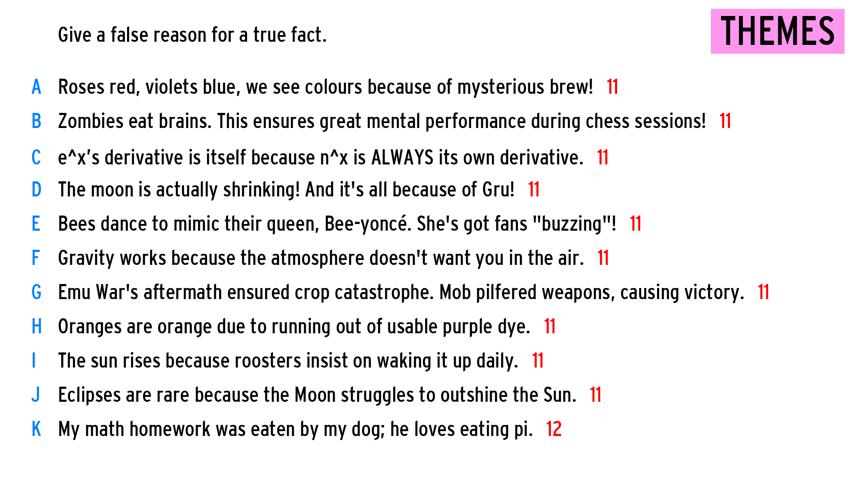 Give a false reason for a true fact.
THEMES
A Roses red, violets blue, we see colours because of mysterious brew! 11
B Zombies eat brains. This ensures great mental performance during chess sessions! 11
C e^x's derivative is itself because n^x is ALWAYS its own derivative. 11
D The moon is actually shrinking! And it's all because of Gru! 11
E Bees dance to mimic their queen, Bee-yoncé. She's got fans "buzzing"! 11
F Gravity works because the atmosphere doesn't want you in the air. 11
G Emu War's aftermath ensured crop catastrophe. Mob pilfered weapons, causing victory. 11
H Oranges are orange due to running out of usable purple dye. 11
I The sun rises because roosters insist on waking it up daily. 11
J Eclipses are rare because the Moon struggles to outshine the Sun. 11
K My math homework was eaten by my dog; he loves eating pi. 12